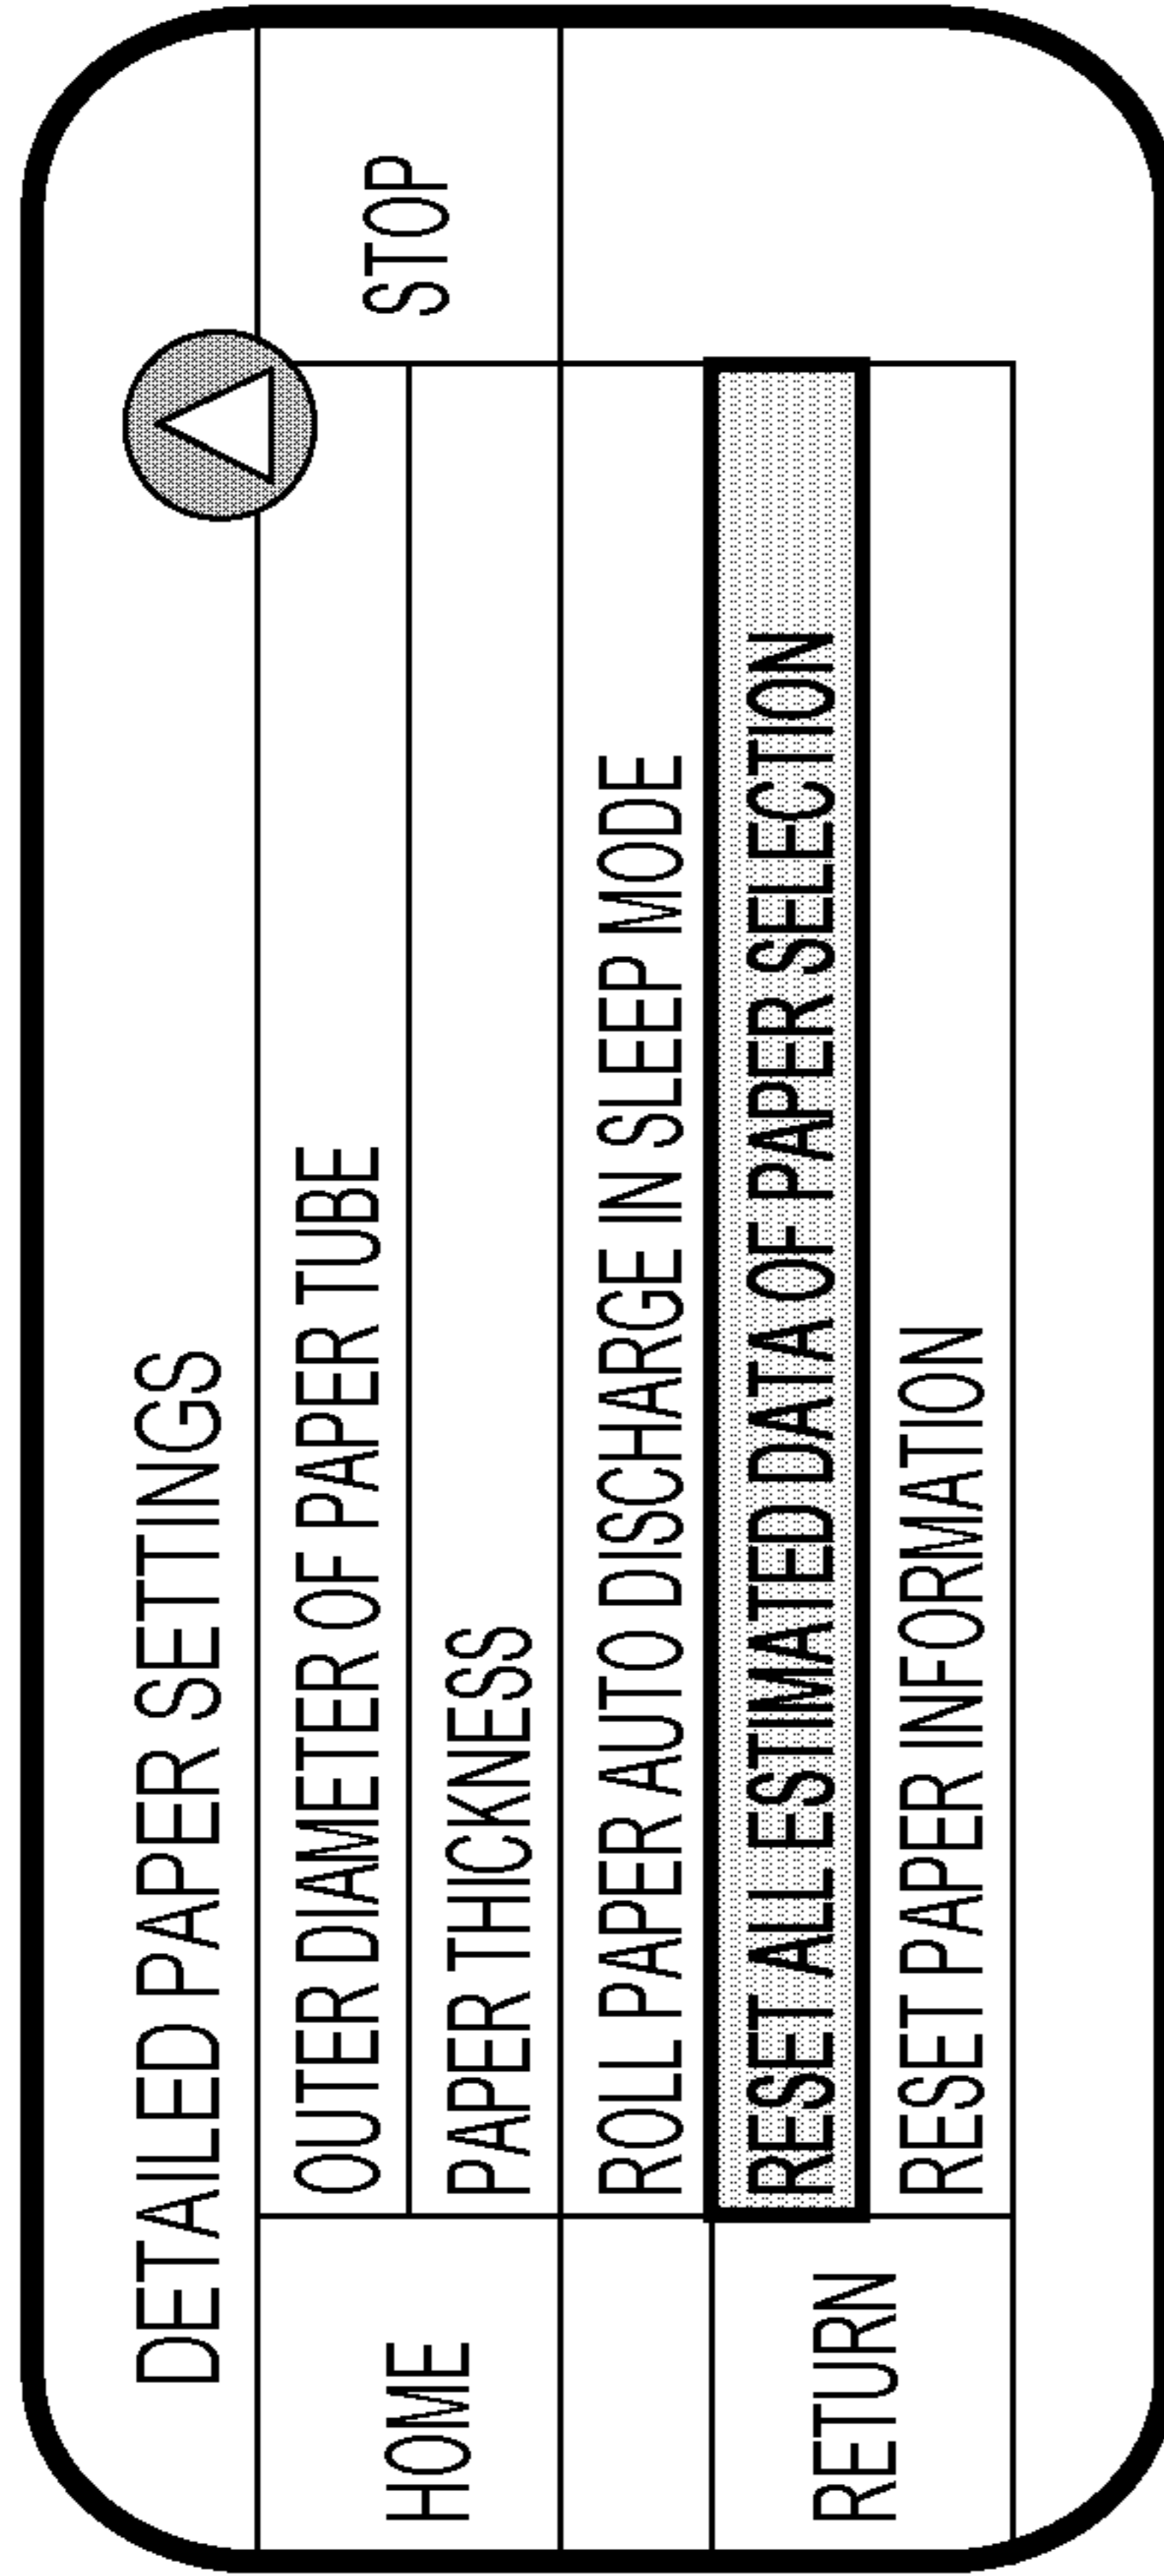 DETAILED PAPER SETTINGS
HOME
RETURN
OUTER DIAMETER OF PAPER TUBE
PAPER THICKNESS
ROLL PAPER AUTO DISCHARGE IN SLEEP MODE
RESET ALL ESTIMATED DATA OF PAPER SELECTION
RESET PAPER INFORMATION
STOP